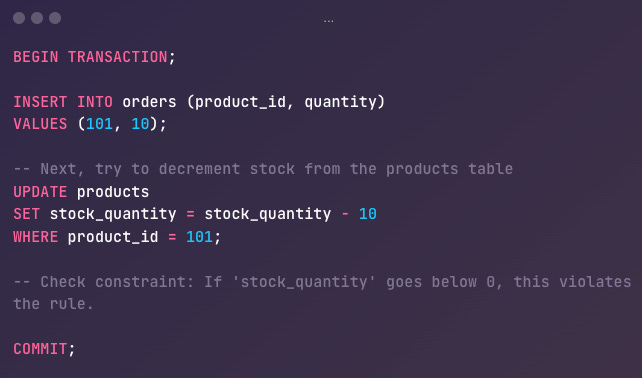 ...
BEGIN TRANSACTION;
INSERT INTO orders (product_id, quantity)
VALUES (101, 10);
-- Next, try to decrement stock from the products table
UPDATE products
SET stock_quantity = stock_quantity - 10
WHERE product_id = 101;
-- Check constraint: If 'stock_quantity' goes below 0, this violates
the rule.
COMMIT;